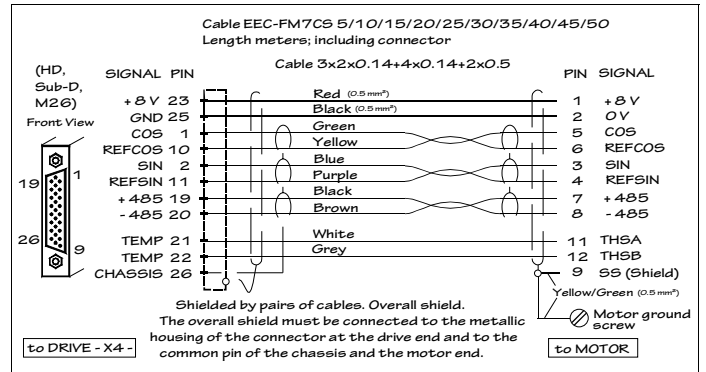 Cable EEC-FM7CS 5/10/15/20/25/30/35/40/45/50
Length meters; including connector
Cable 3x2x0.14+4x0.14+2x0.5
(HD,
Sub-D,
M26)
Front View
19
1
26
9
SIGNAL PIN
PIN SIGNAL
+8V 23 Red (0.5 mm²) 1 +8V
GND 25 Black (0.5 mm²) 2 0V
COS 1 Green 5 COS
REFCOS 10 Yellow 6 REFCOS
SIN 2 Blue 3 SIN
REFSIN 11 Purple 4 REFSIN
+485 19 Black 7 +485
-485 20 Brown 8 -485
TEMP 21 White 11 THSA
TEMP 22 Grey 12 THSB
CHASSIS 26 9 SS (Shield)
Yellow/Green (0.5 mm²)
Motor ground
screw
Shielded by pairs of cables. Overall shield.
The overall shield must be connected to the metallic
housing of the connector at the drive end and to the
common pin of the chassis and the motor end.
to DRIVE - X4 -
to MOTOR